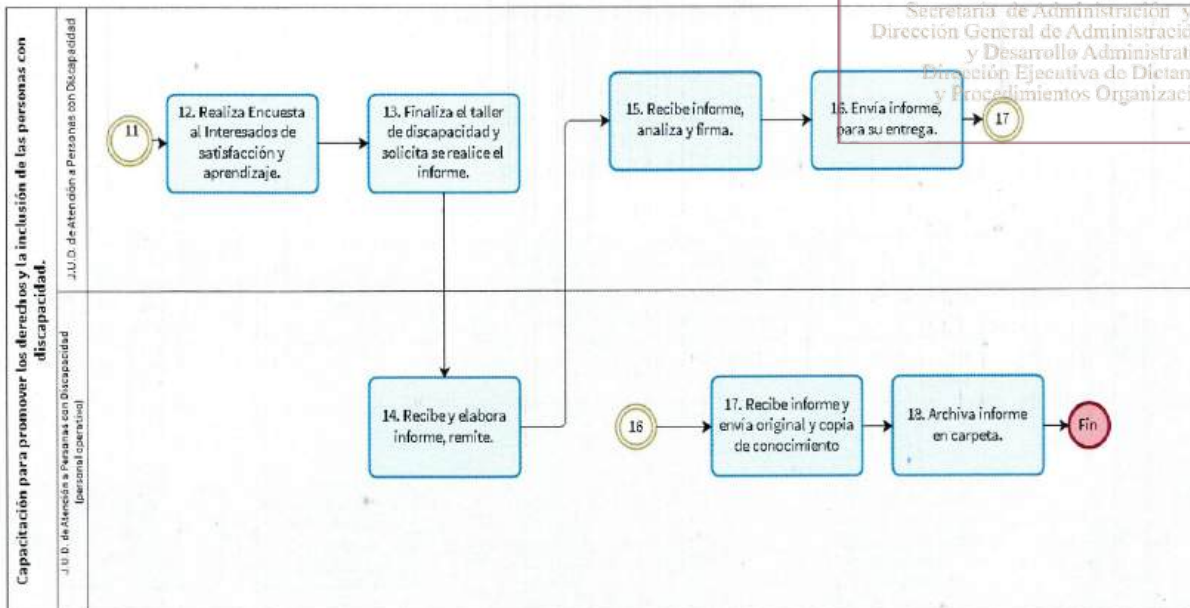 Secretaría de Administración y
Dirección General de Administració
y Desarrollo Administrat
Dirección Ejecutiva de Dictam
y Procedimientos Organizaci
Capacitación para promover los derechos y la inclusión de las personas con
discapacidad.
J.U.D. de Atención a Personas con Discapacidad
11
12. Realiza Encuesta
al Interesados de
satisfacción y
aprendizaje.
13. Finaliza el taller
de discapacidad y
solicita se realice el
informe.
15. Recibe informe,
analiza y firma.
16. Envía informe,
para su entrega.
17
J.U.D. de Atención a Personas con Discapacidad
(personal operativo)
14. Recibe y elabora
informe, remite.
16
17. Recibe informe y
envía original y copia
de conocimiento
18. Archiva informe
en carpeta.
Fin